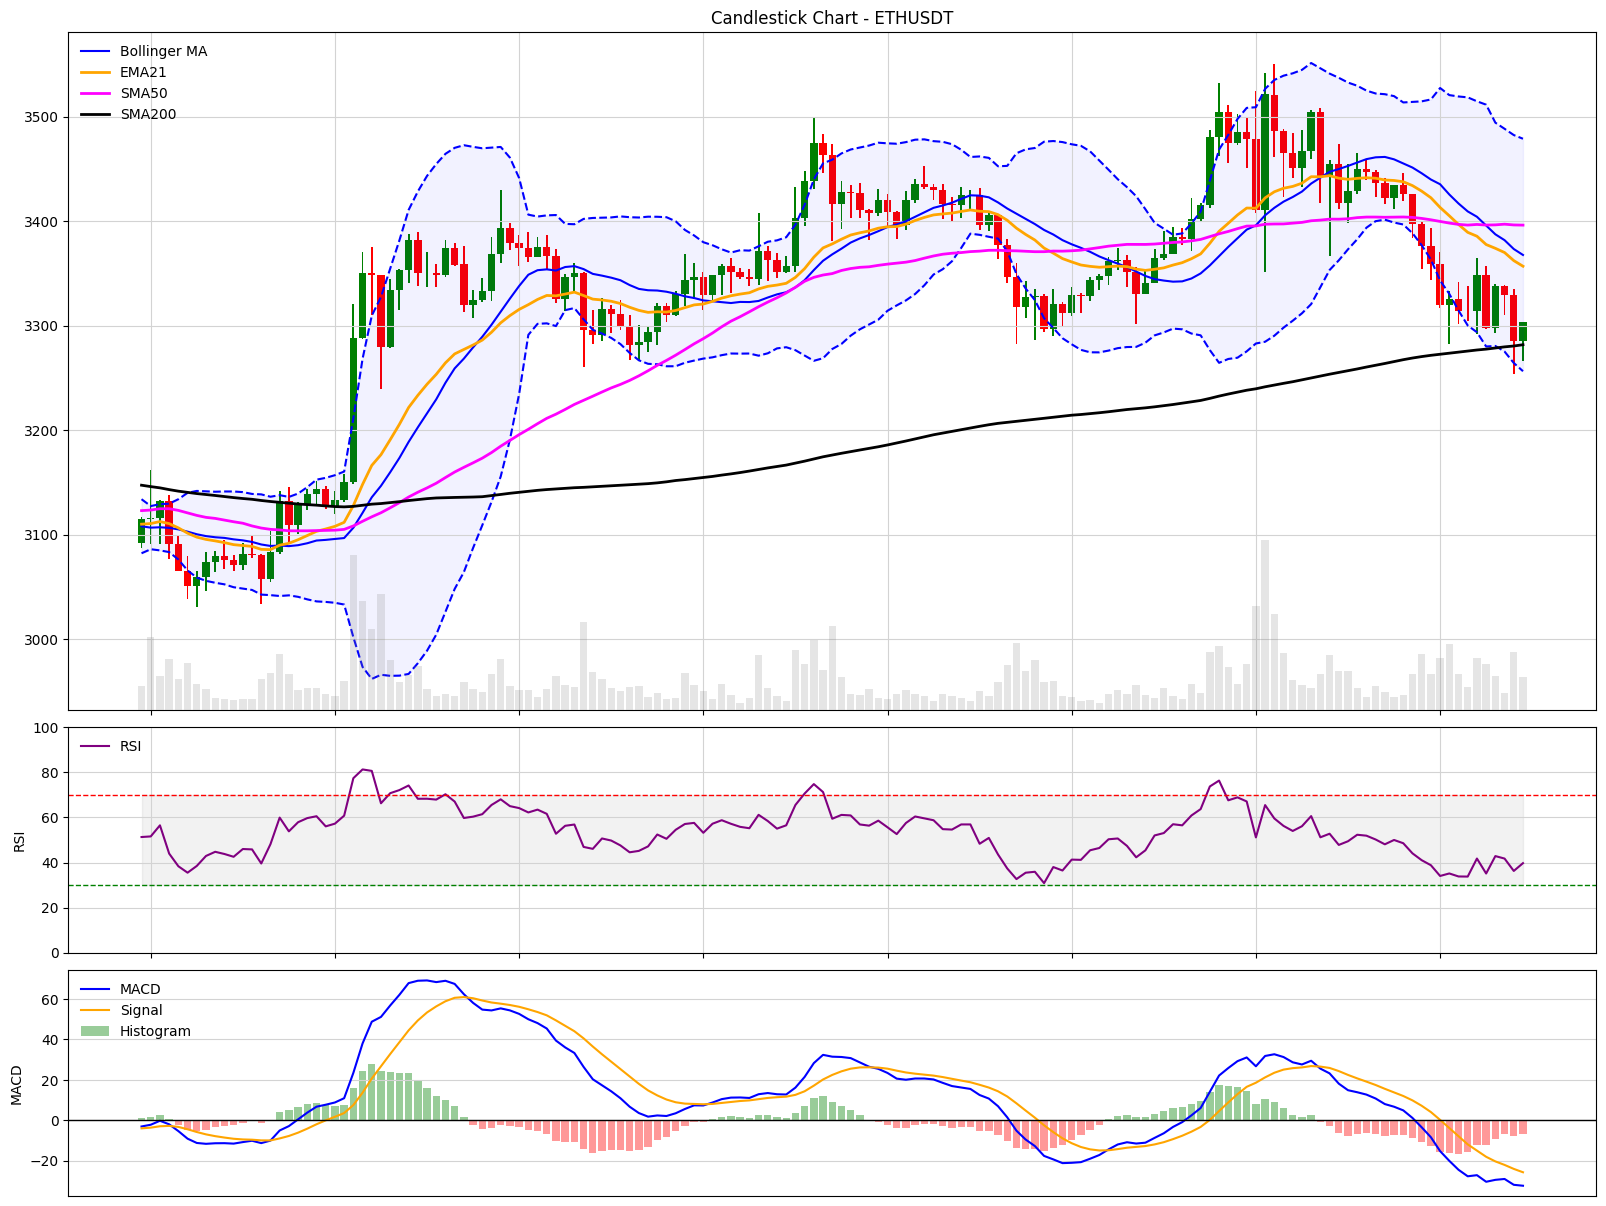 Candlestick Chart - ETHUSDT
Bollinger MA
EMA21
SMA50
SMA200
3500
3400
3300
3200
3100
3000
RSI
100
80
60
40
20
0
RSI
MACD
Signal
Histogram
60
40
20
0
−20
MACD